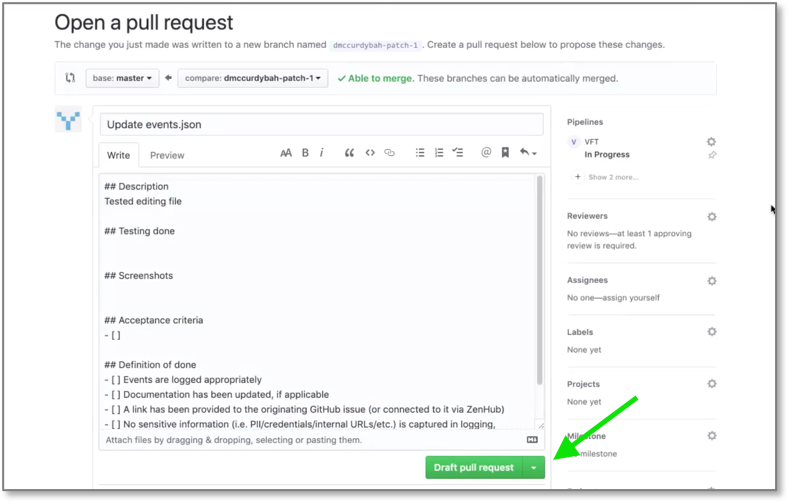 Open a pull request
The change you just made was written to a new branch named dmccurdybah-patch-1 . Create a pull request below to propose these changes.
base: master compare: dmccurdybah-patch-1 Able to merge. These branches can be automatically merged.
Update events.json
Write Preview
AA B i
## Description
Tested editing file
## Testing done
## Screenshots
## Acceptance criteria
- [ ]
## Definition of done
- [ ] Events are logged appropriately
- [ ] Documentation has been updated, if applicable
- [ ] A link has been provided to the originating GitHub issue (or connected to it via ZenHub)
- [ ] No sensitive information (i.e. PII/credentials/internal URLs/etc.) is captured in logging,
Attach files by dragging & dropping, selecting or pasting them.
Draft pull request
Pipelines
V VFT
In Progress
+ Show 2 more...
Reviewers
No reviews—at least 1 approving
review is required.
Assignees
No one—assign yourself
Labels
None yet
Projects
None yet
Milestone
milestone